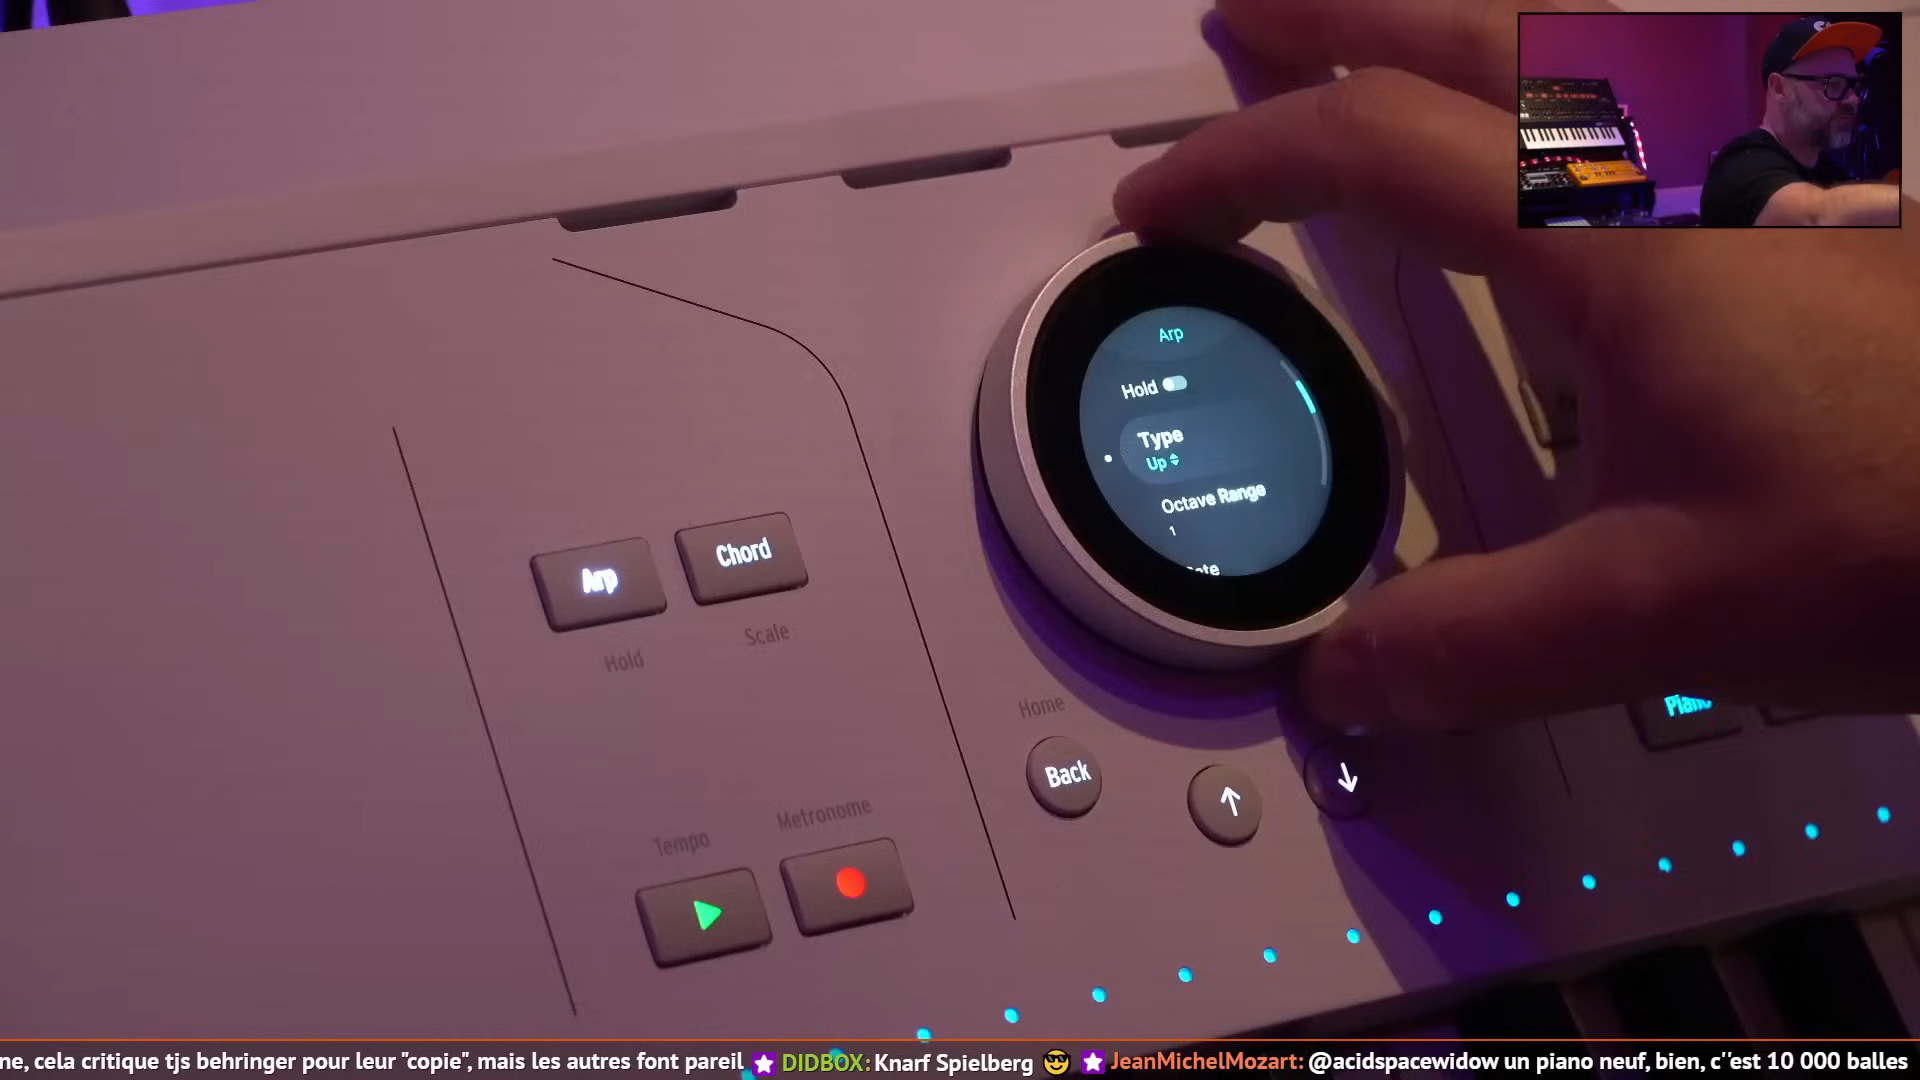 Arp
Hold
Type
Up
Octave Range
1
Arp
Chord
Hold
Scale
Home
Back
Piano
Tempo
Metronome
ne, cela critique tjs behringer pour leur "copie", mais les autres font pareil DIDBOX: Knarf Spielberg JeanMichelMozart: @acidspacewidow un piano neuf, bien, c''est 10 000 balles